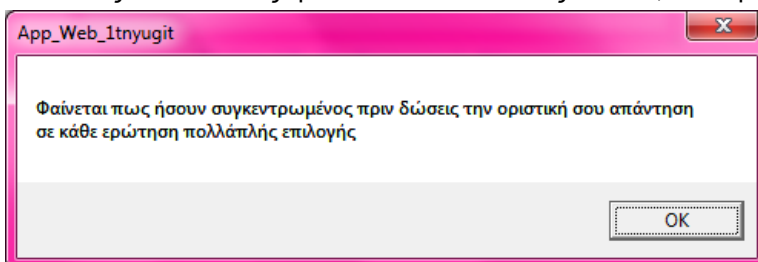 App_Web_1tnyugit
Φαίνεται πως ήσουν συγκεντρωμένος πριν δώσεις την οριστική σου απάντηση
σε κάθε ερώτηση πολλάπλής επιλογής
OK